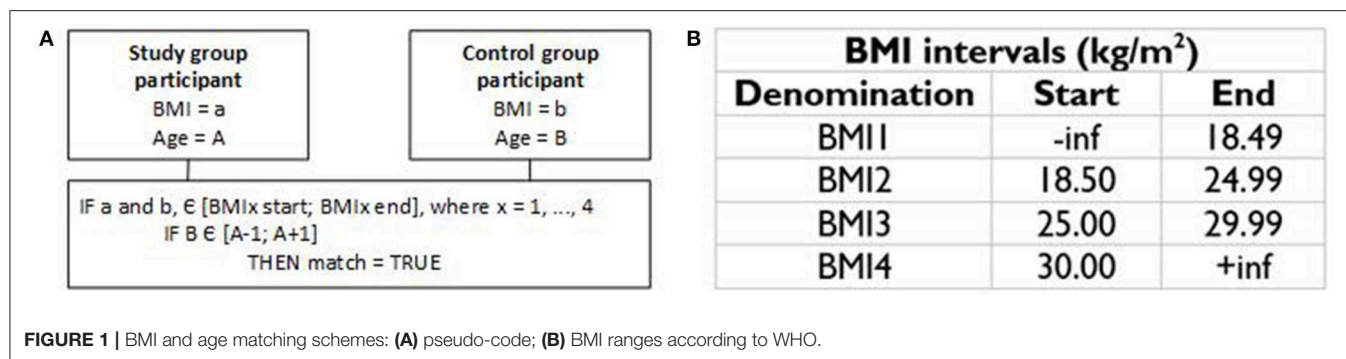 A
Study group
participant
BMI = a
Age = A
Control group
participant
BMI = b
Age = B
IF a and b, Є [BMIx start; BMIx end], where x = 1, ..., 4
IF B Є [A-1; A+1]
THEN match = TRUE
B
BMI intervals (kg/m²)
Denomination Start End
BMI1 -inf 18.49
BMI2 18.50 24.99
BMI3 25.00 29.99
BMI4 30.00 +inf
FIGURE 1 | BMI and age matching schemes: (A) pseudo-code; (B) BMI ranges according to WHO.